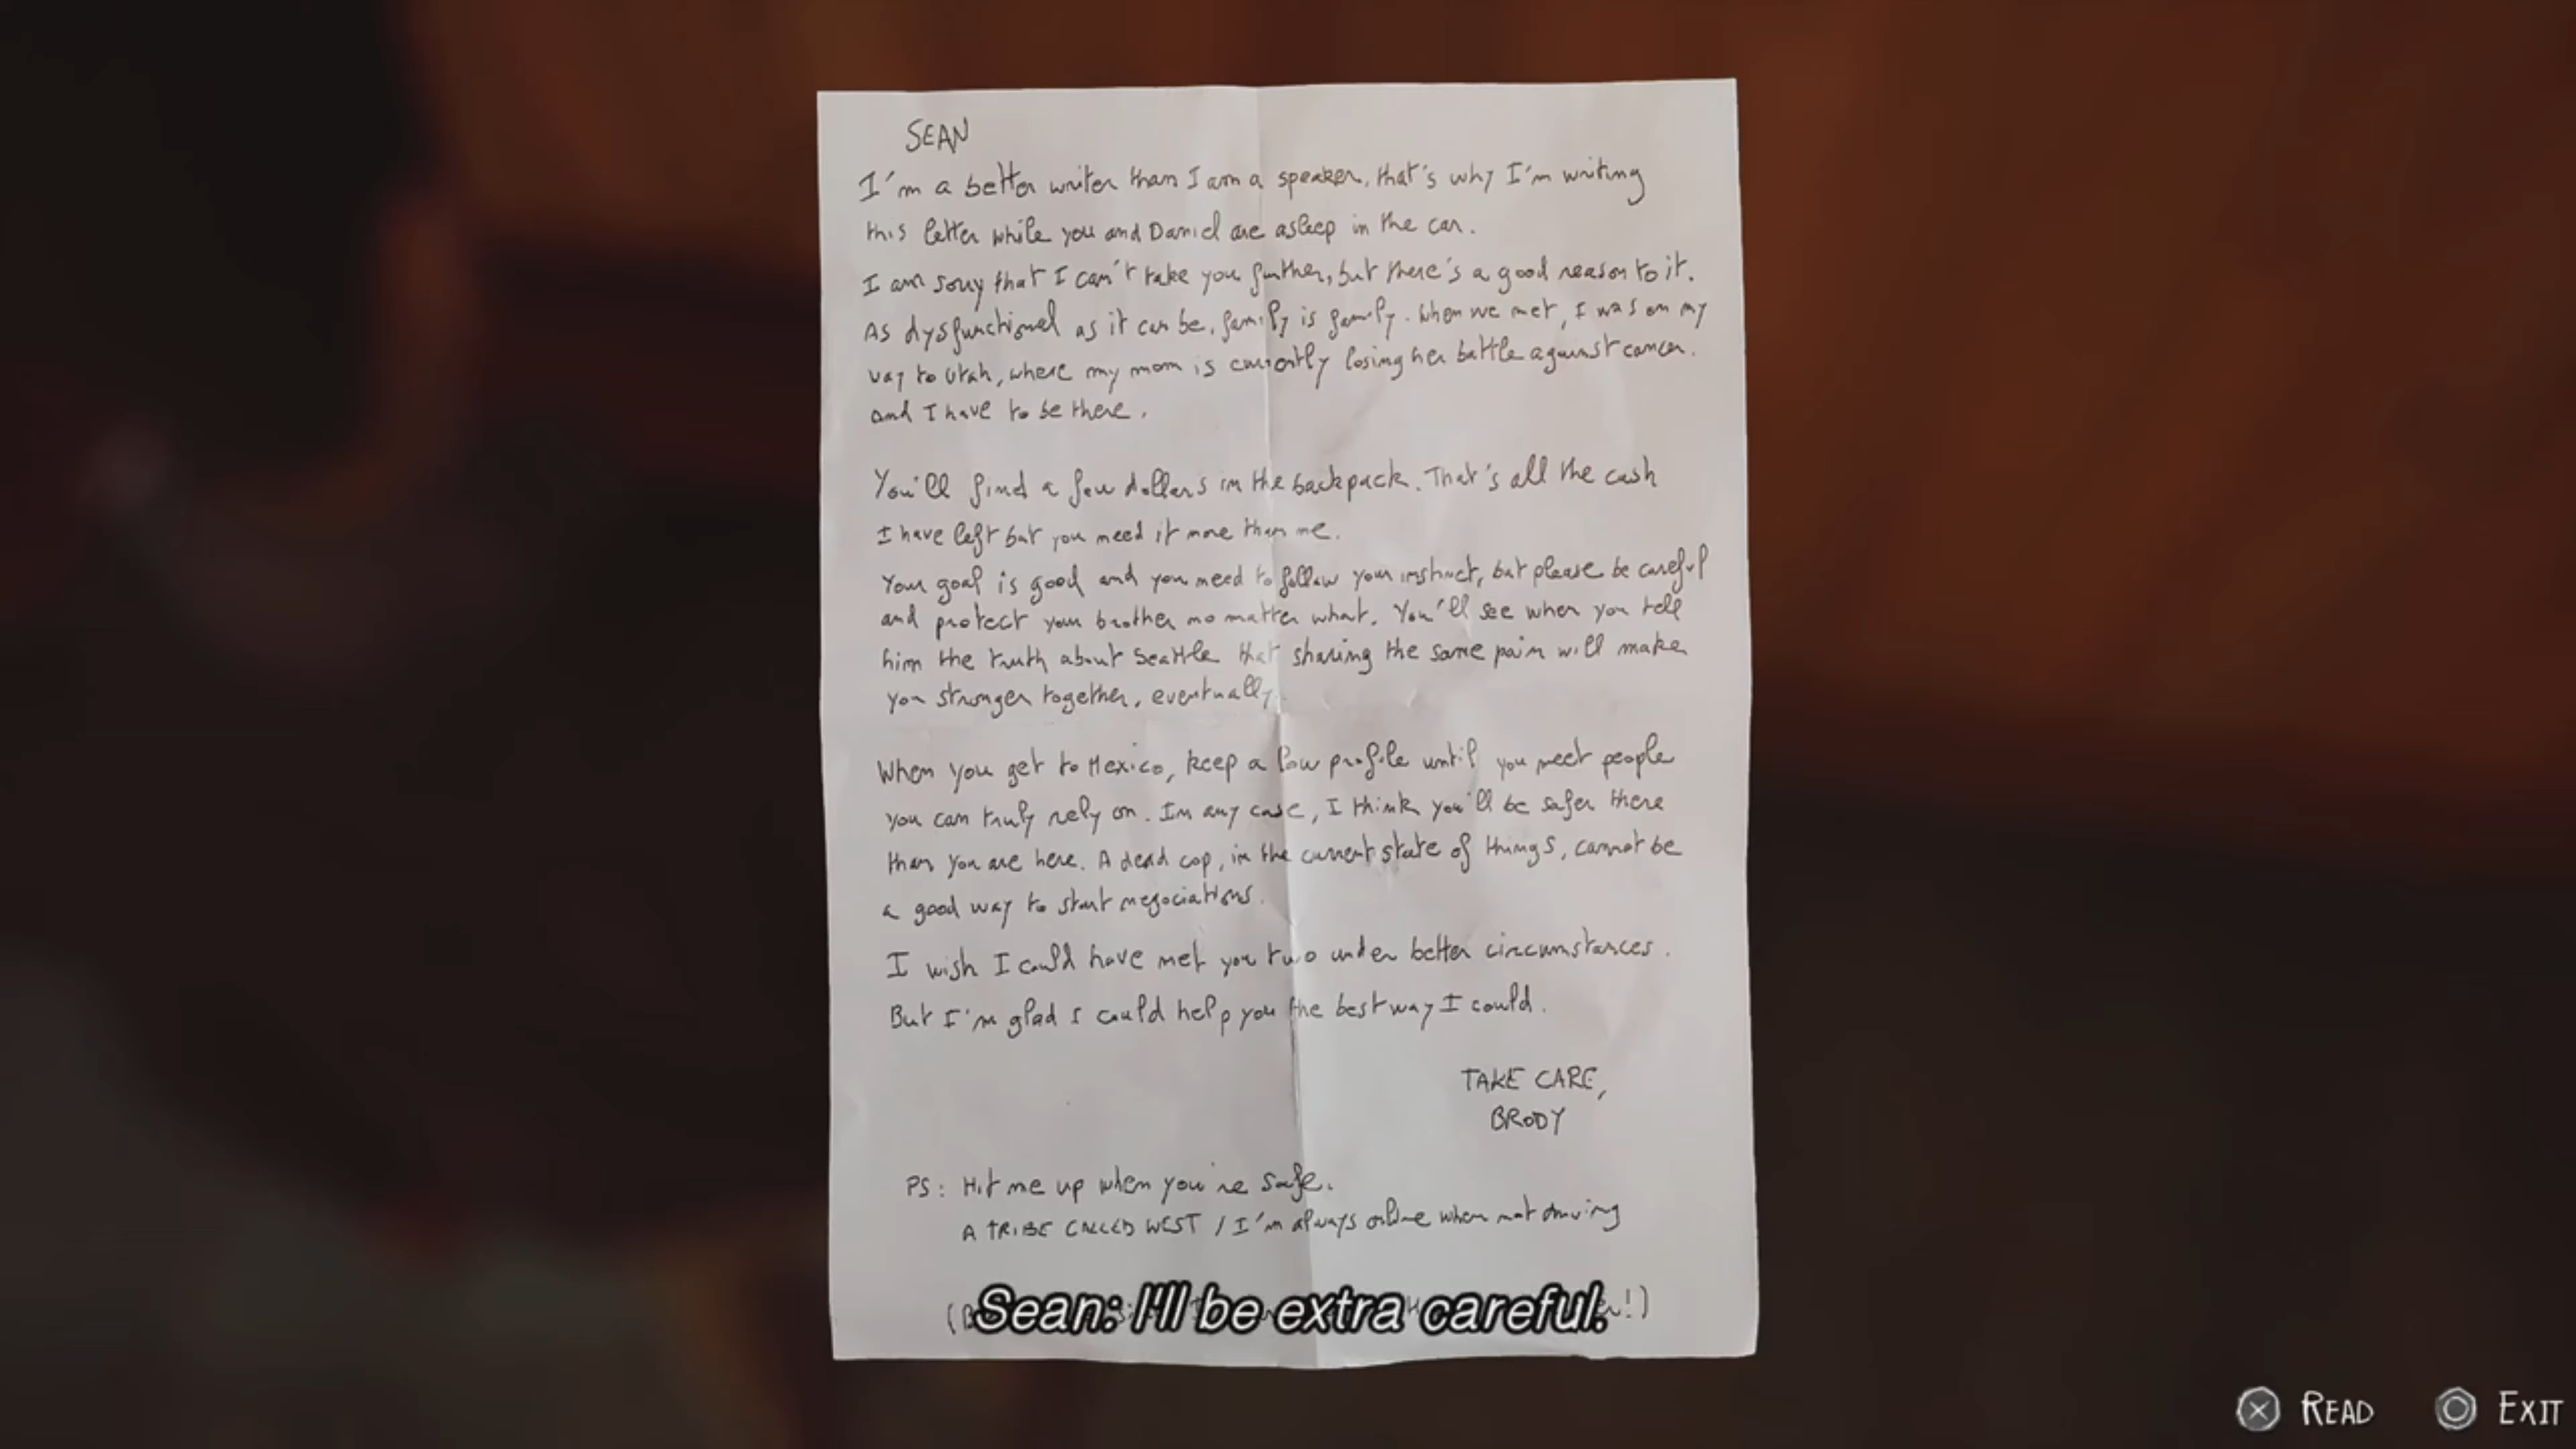 SEAN
I'm a better writer than I am a speaker, that's why I'm writing
this letter while you and Daniel are asleep in the car.
I am sorry that I can't take you further, but there's a good reason to it.
As dysfunctional as it can be, family is family. When we met, I was on my
way to Utah, where my mom is currently losing her battle against cancer.
and I have to be there.
You'll find a few dollars in the backpack. That's all the cash
I have left but you need it more than me.
Your goal is good and you need to follow your instinct, but please be careful
and protect your brother no matter what. You'll see when you tell
him the truth about Seattle that sharing the same pain will make
you stronger together, eventually.
When you get to Mexico, keep a low profile until you meet people
you can truly rely on. In any case, I think you'll be safer there
than you are here. A dead cop, in the current state of things, cannot be
a good way to start negociations.
I wish I could have met you two under better circumstances.
But I'm glad I could help you the best way I could.
TAKE CARE,
BRODY
PS: Hit me up when you're safe.
A TRIBE CALLED WEST / I'm always online when not driving
Sean: I'll be extra careful.
READ EXIT